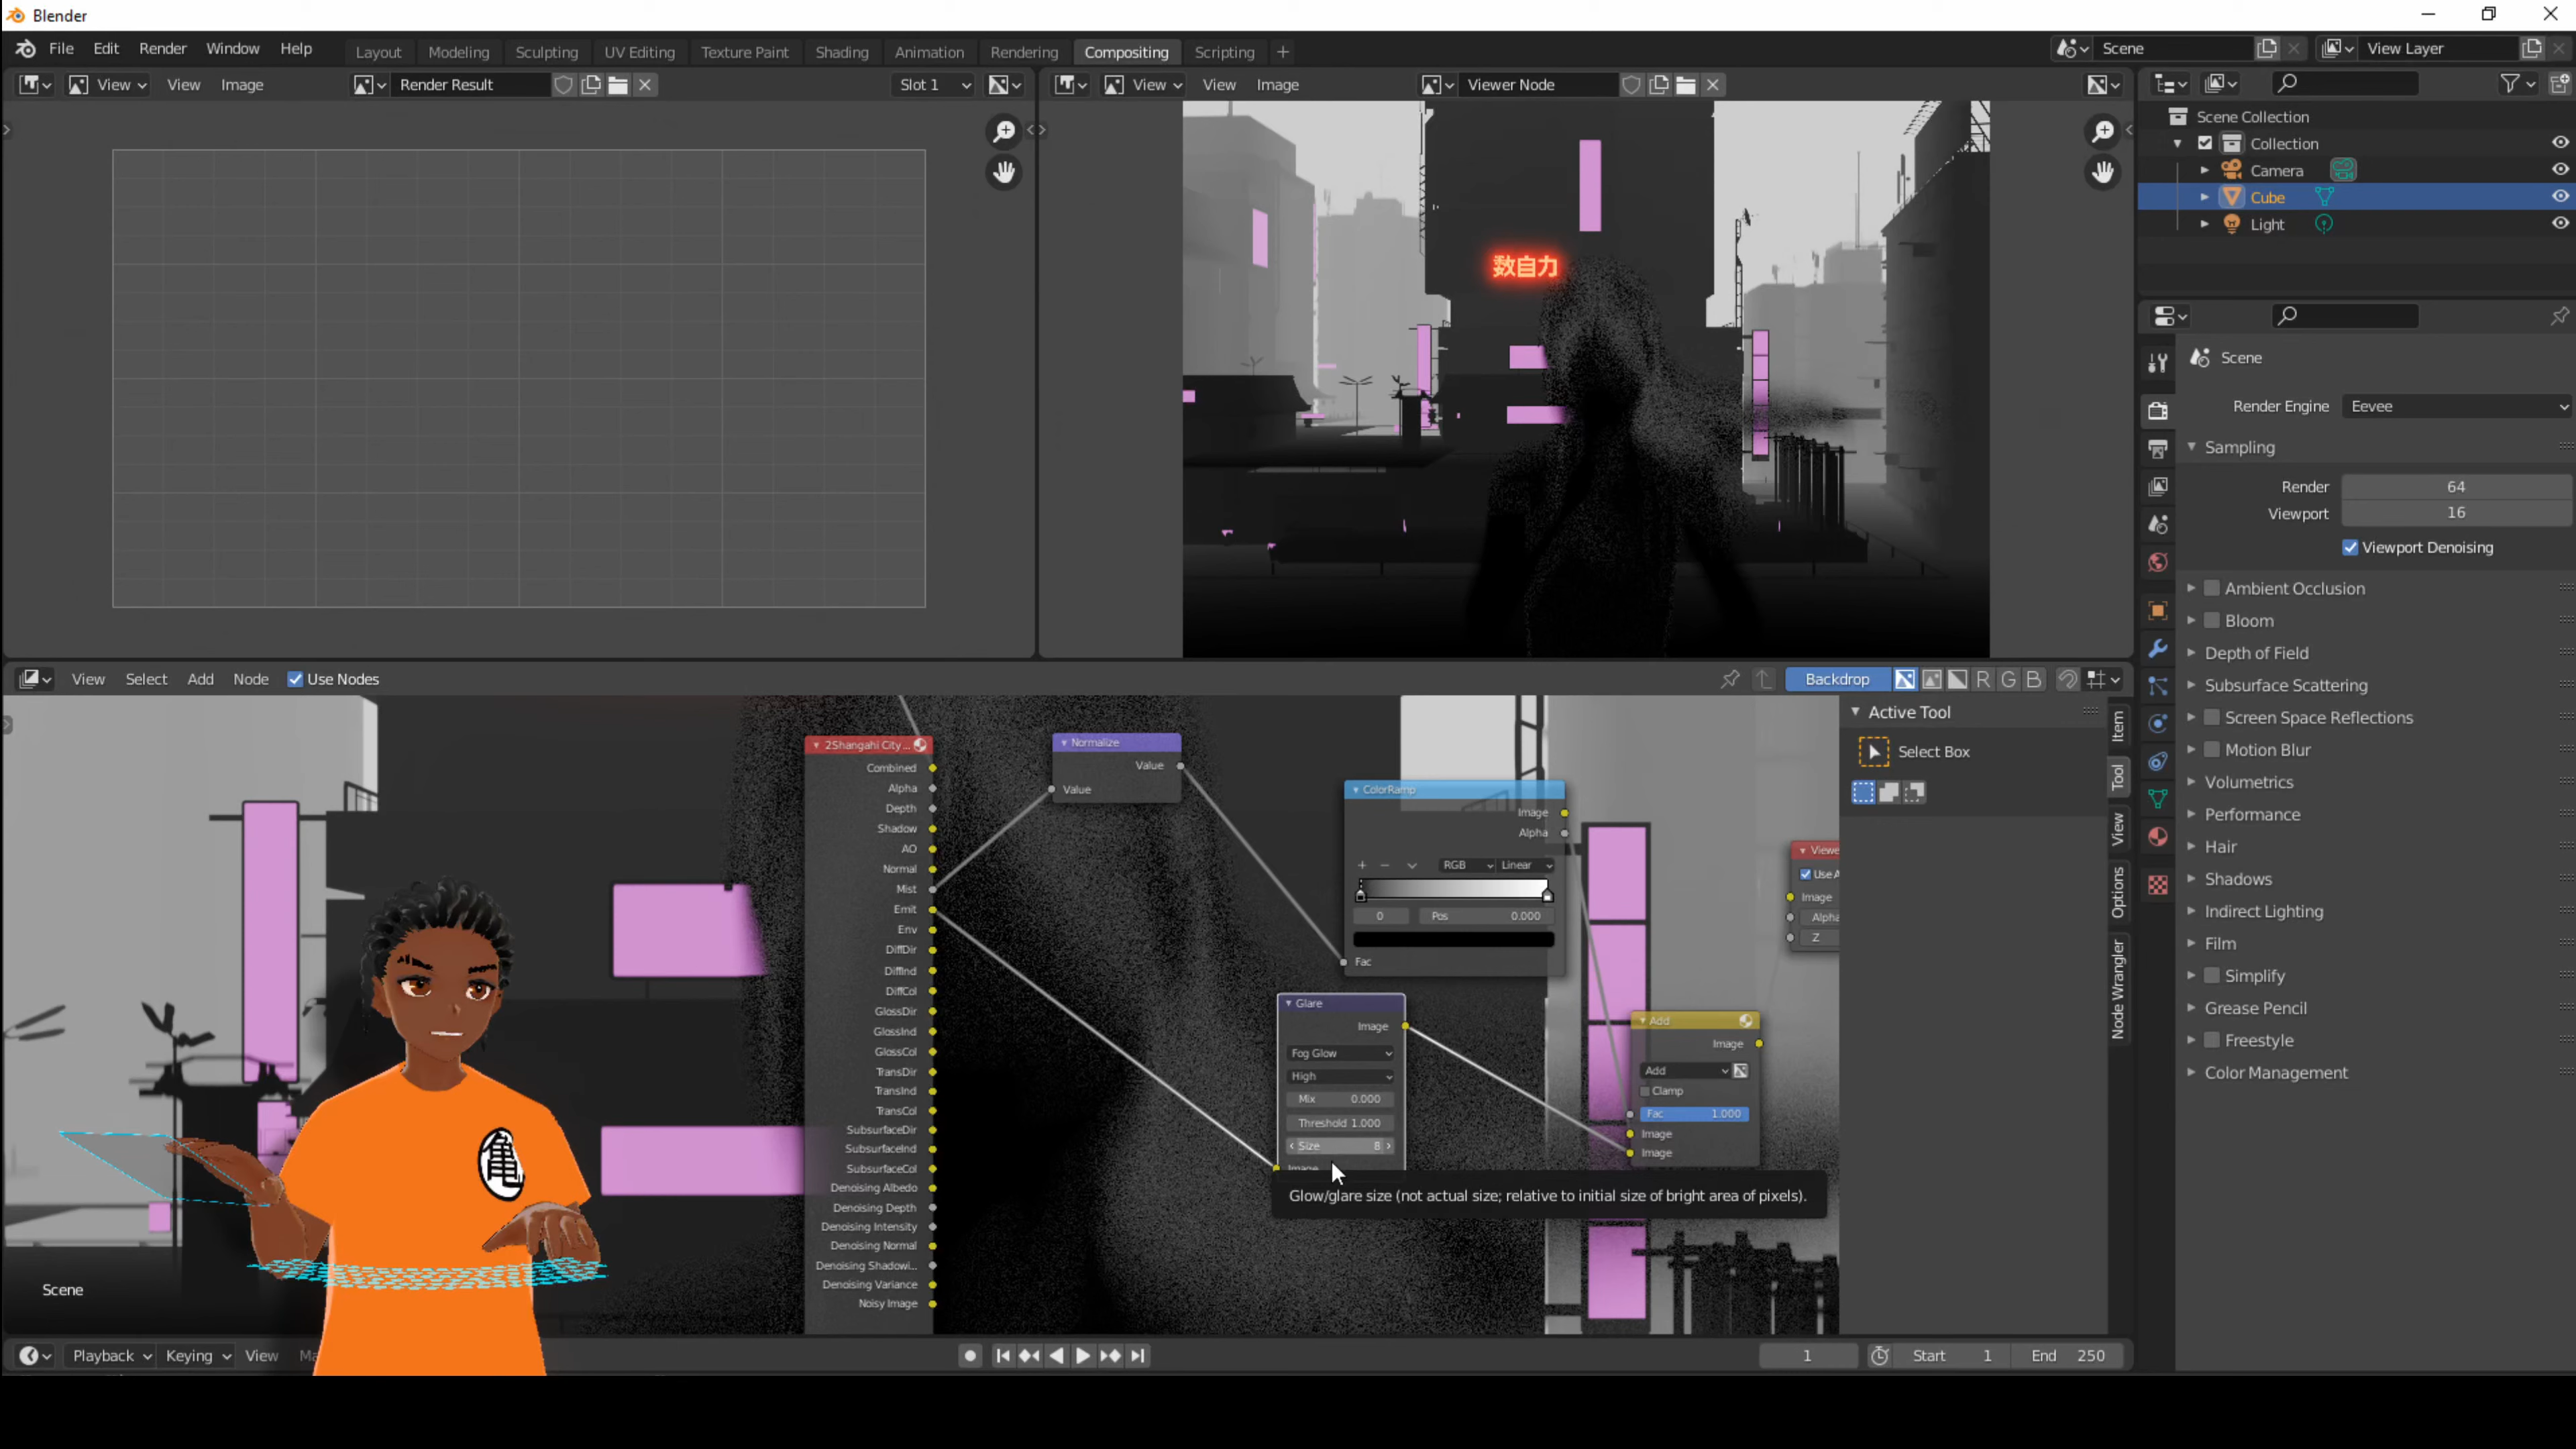 Blender
File Edit Render Window Help Layout Modeling Sculpting UV Editing Texture Paint Shading Animation Rendering Compositing Scripting + Scene View Layer
View View Image Render Result Slot 1
View View Image Viewer Node
Scene Collection
Collection
Camera
Cube
Light
数自力
Scene
Render Engine Eevee
Sampling
Render 64
Viewport 16
Viewport Denoising
Ambient Occlusion
Bloom
Depth of Field
Subsurface Scattering
Screen Space Reflections
Motion Blur
Volumetrics
Performance
Hair
Shadows
Indirect Lighting
Film
Simplify
Grease Pencil
Freestyle
Color Management
View Select Add Node Use Nodes Backdrop R G B
Active Tool
Select Box
Item
Tool
View
Options
Node Wrangler
2Shangahi City...
Combined
Alpha
Depth
Shadow
AO
Normal
Mist
Emit
Env
DiffDir
DiffInd
DiffCol
GlossDir
GlossInd
GlossCol
TransDir
TransInd
TransCol
SubsurfaceDir
SubsurfaceInd
SubsurfaceCol
Denoising Albedo
Denoising Depth
Denoising Intensity
Denoising Normal
Denoising Shadowi...
Denoising Variance
Noisy Image
Normalize
Value
Value
ColorRamp
Image
Alpha
+ − RGB Linear
0 Pos 0.000
Fac
Glare
Image
Fog Glow
High
Mix 0.000
Threshold 1.000
Size 8
Image
Glow/glare size (not actual size; relative to initial size of bright area of pixels).
Add
Image
Add
Clamp
Fac 1.000
Image
Image
Viewe
Use A
Image
Alpha
Z
亀
Scene
Playback Keying View Ma 1 Start 1 End 250